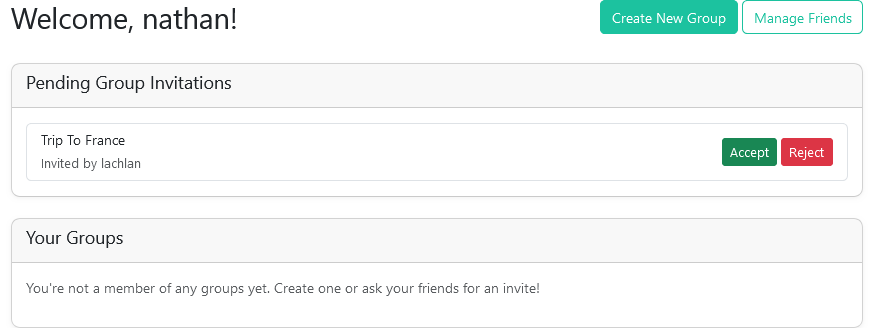 Welcome, nathan!
Create New Group
Manage Friends
Pending Group Invitations
Trip To France
Invited by lachlan
Accept
Reject
Your Groups
You're not a member of any groups yet. Create one or ask your friends for an invite!